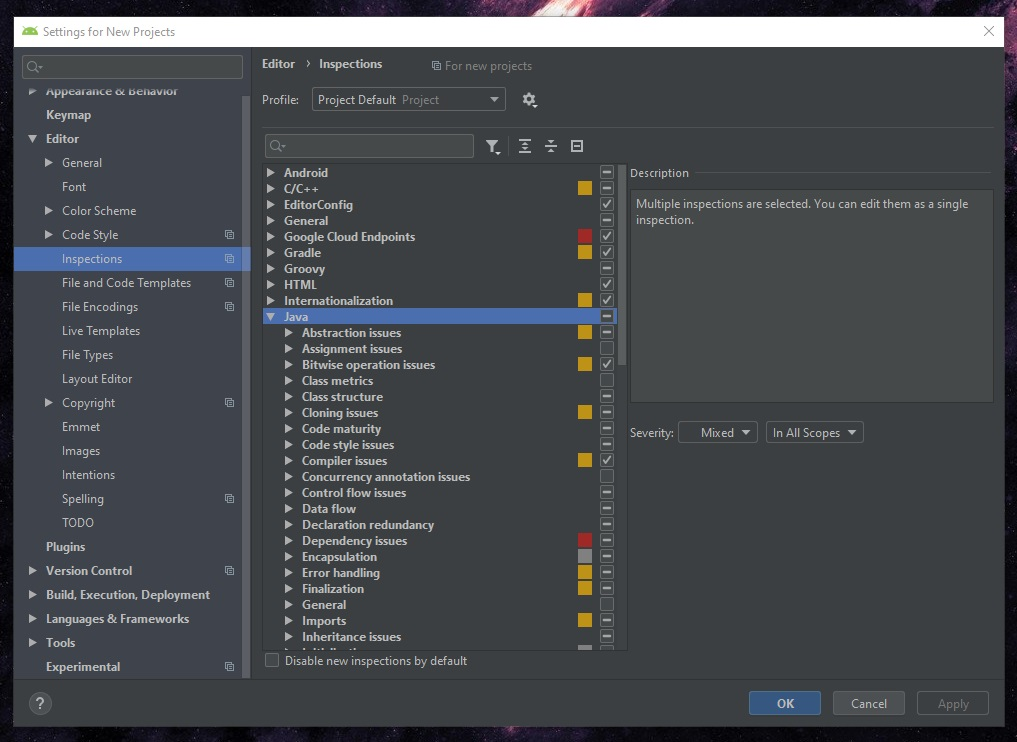 Settings for New Projects
Appearance & Behavior
Keymap
Editor
General
Font
Color Scheme
Code Style
Inspections
File and Code Templates
File Encodings
Live Templates
File Types
Layout Editor
Copyright
Emmet
Images
Intentions
Spelling
TODO
Plugins
Version Control
Build, Execution, Deployment
Languages & Frameworks
Tools
Experimental
Editor › Inspections For new projects
Profile: Project Default Project
Android
C/C++
EditorConfig
General
Google Cloud Endpoints
Gradle
Groovy
HTML
Internationalization
Java
Abstraction issues
Assignment issues
Bitwise operation issues
Class metrics
Class structure
Cloning issues
Code maturity
Code style issues
Compiler issues
Concurrency annotation issues
Control flow issues
Data flow
Declaration redundancy
Dependency issues
Encapsulation
Error handling
Finalization
General
Imports
Inheritance issues
Disable new inspections by default
Description
Multiple inspections are selected. You can edit them as a single
inspection.
Severity: Mixed In All Scopes
?
OK Cancel Apply